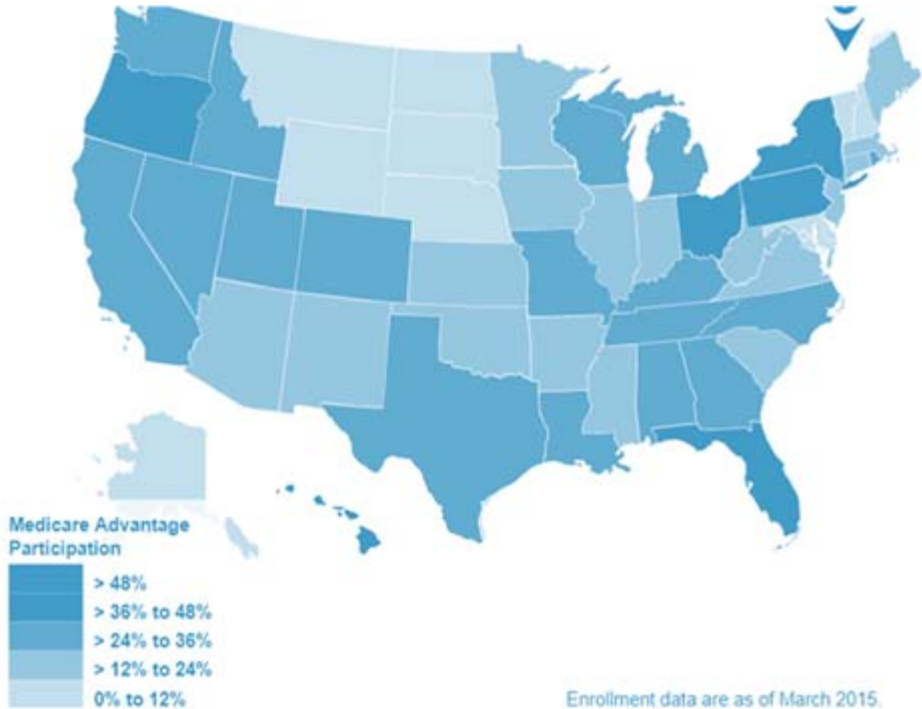 Medicare Advantage
Participation
> 48%
> 36% to 48%
> 24% to 36%
> 12% to 24%
0% to 12%
Enrollment data are as of March 2015.